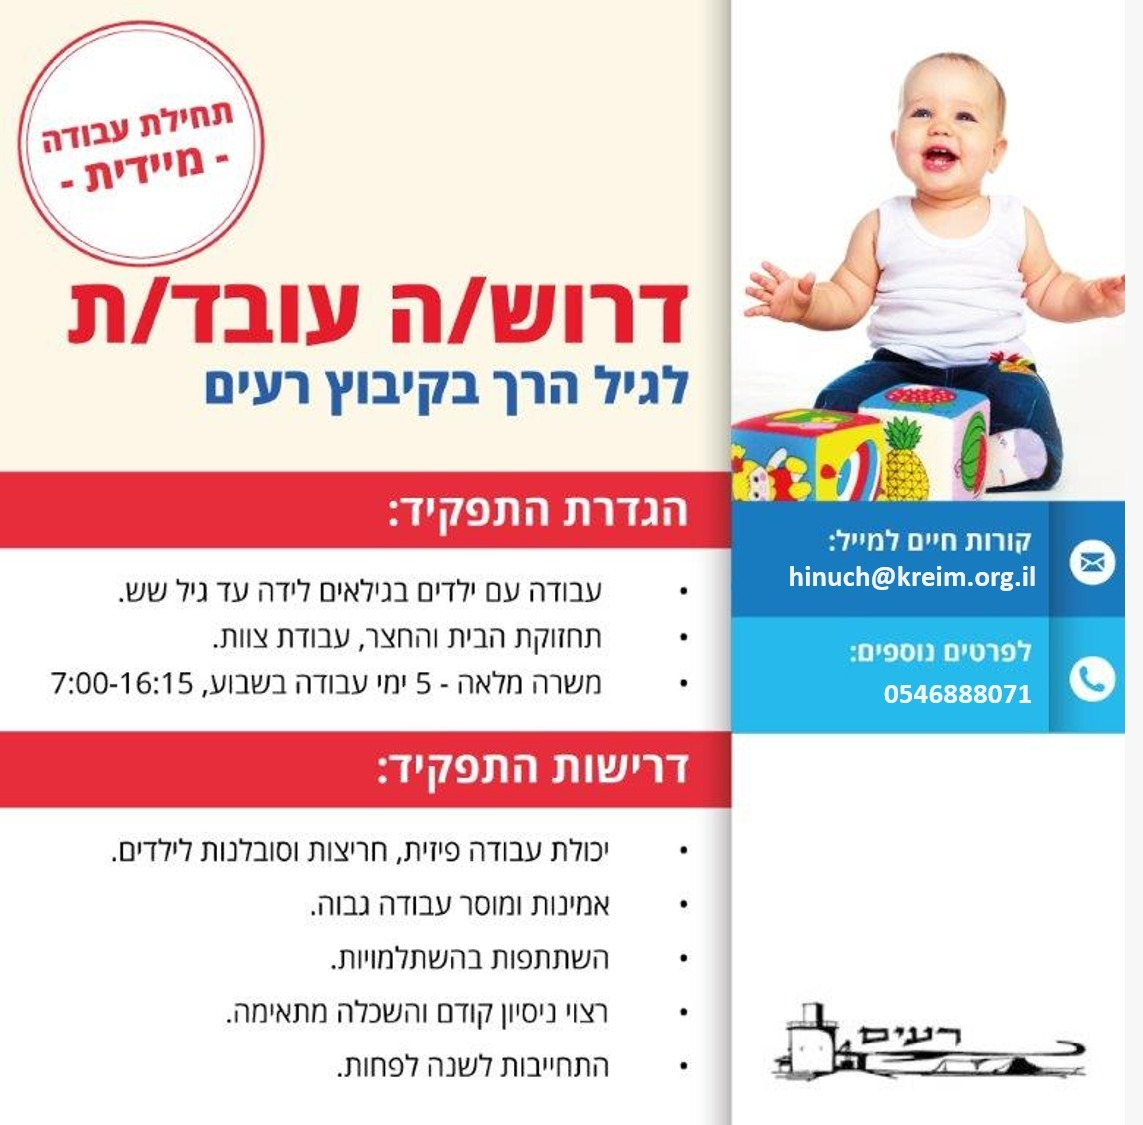 תחילת עבודה
- מיידית -
דרוש/ה עובד/ת
לגיל הרך בקיבוץ רעים
הגדרת התפקיד:
• עבודה עם ילדים בגילאים לידה עד גיל שש.
• תחזוקת הבית והחצר, עבודת צוות.
• משרה מלאה - 5 ימי עבודה בשבוע, 7:00-16:15
דרישות התפקיד:
• יכולת עבודה פיזית, חריצות וסובלנות לילדים.
• אמינות ומוסר עבודה גבוה.
• השתתפות בהשתלמויות.
• רצוי ניסיון קודם והשכלה מתאימה.
• התחייבות לשנה לפחות.
קורות חיים למייל:
hinuch@kreim.org.il
לפרטים נוספים:
0546888071
רעים